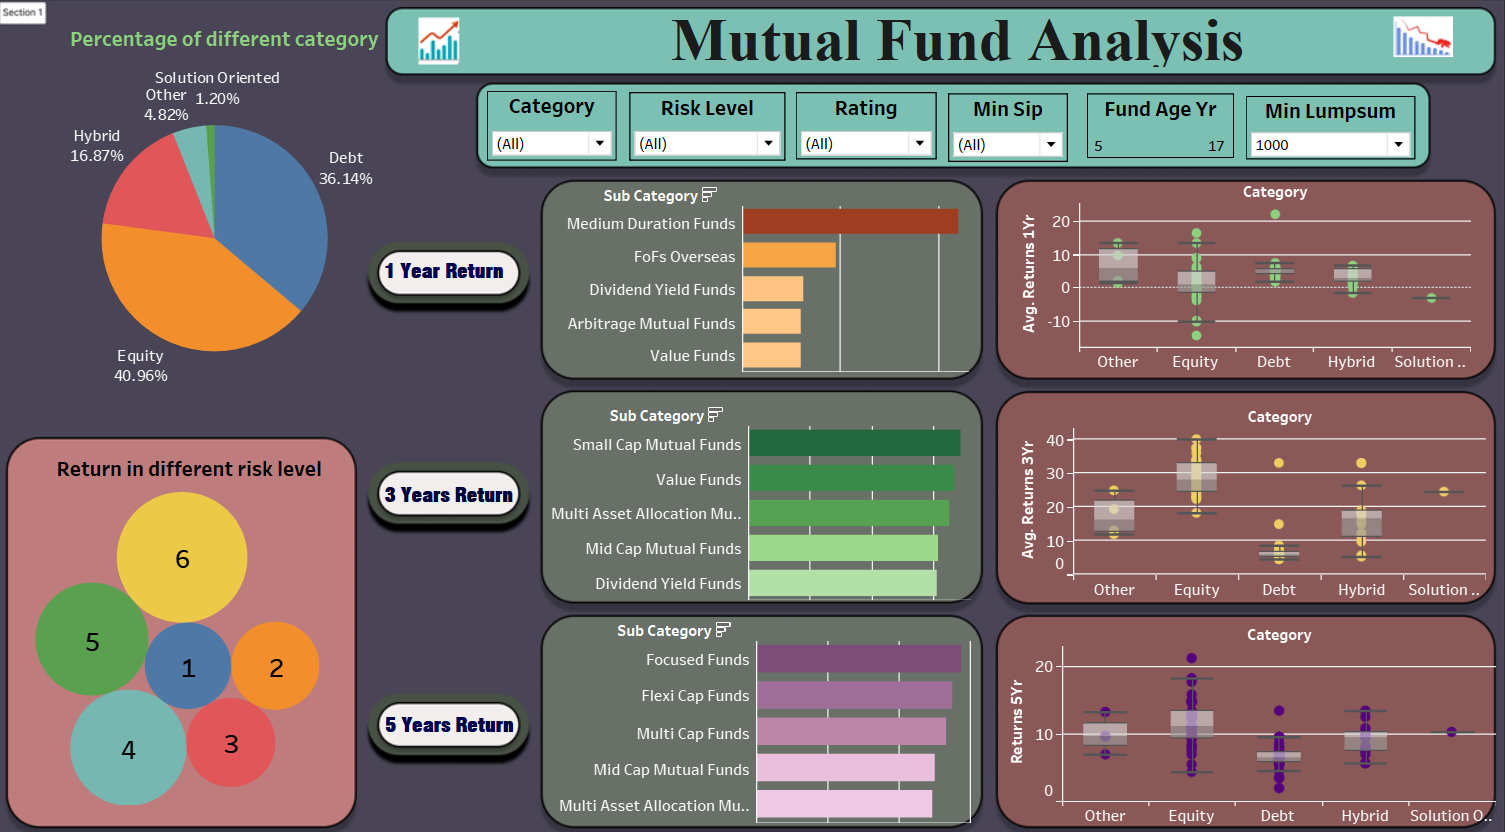 Section 1
Percentage of different category
Solution Oriented
1.20%
Other
4.82%
Hybrid
16.87%
Debt
36.14%
Equity
40.96%
Mutual Fund Analysis
Category
(All)
Risk Level
(All)
Rating
(All)
Min Sip
(All)
Fund Age Yr
5 17
Min Lumpsum
1000
1 Year Return
Sub Category
Medium Duration Funds
FoFs Overseas
Dividend Yield Funds
Arbitrage Mutual Funds
Value Funds
Category
Avg. Returns 1Yr
20
10
0
-10
Other Equity Debt Hybrid Solution ..
Return in different risk level
6
5
1
2
4
3
3 Years Return
Sub Category
Small Cap Mutual Funds
Value Funds
Multi Asset Allocation Mu..
Mid Cap Mutual Funds
Dividend Yield Funds
Category
Avg. Returns 3Yr
40
30
20
10
0
Other Equity Debt Hybrid Solution ..
5 Years Return
Sub Category
Focused Funds
Flexi Cap Funds
Multi Cap Funds
Mid Cap Mutual Funds
Multi Asset Allocation Mu..
Category
Returns 5Yr
20
10
0
Other Equity Debt Hybrid Solution O..